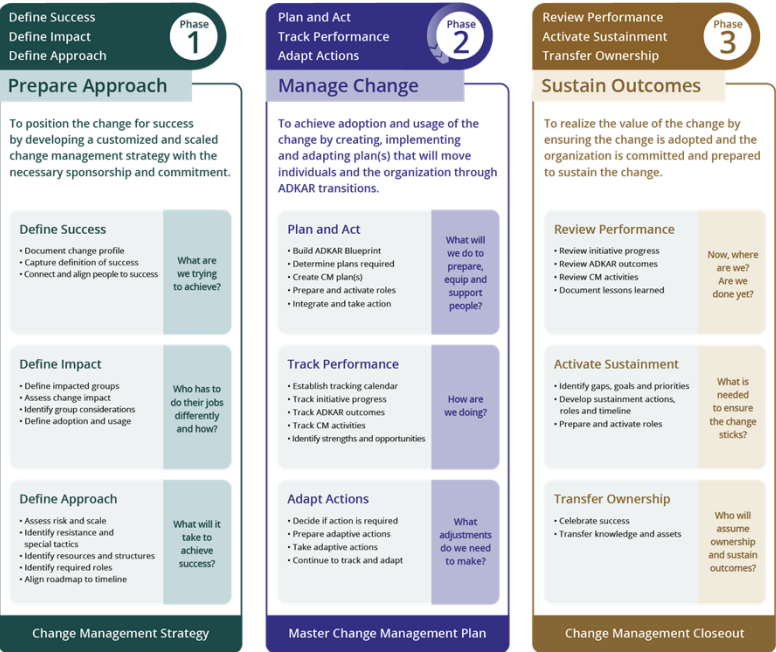 Define Success
Define Impact
Define Approach
Phase
1
Prepare Approach
To position the change for success
by developing a customized and scaled
change management strategy with the
necessary sponsorship and commitment.
Define Success
• Document change profile
• Capture definition of success
• Connect and align people to success
What are
we trying
to achieve?
Define Impact
• Define impacted groups
• Assess change impact
• Identify group considerations
• Define adoption and usage
Who has to
do their jobs
differently
and how?
Define Approach
• Assess risk and scale
• Identify resistance and
special tactics
• Identify resources and structures
• Identify required roles
• Align roadmap to timeline
What will it
take to
achieve
success?
Change Management Strategy
Plan and Act
Track Performance
Adapt Actions
Phase
2
Manage Change
To achieve adoption and usage of the
change by creating, implementing
and adapting plan(s) that will move
individuals and the organization through
ADKAR transitions.
Plan and Act
• Build ADKAR Blueprint
• Determine plans required
• Create CM plan(s)
• Prepare and activate roles
• Integrate and take action
What will
we do to
prepare,
equip and
support
people?
Track Performance
• Establish tracking calendar
• Track initiative progress
• Track ADKAR outcomes
• Track CM activities
• Identify strengths and opportunities
How are
we doing?
Adapt Actions
• Decide if action is required
• Prepare adaptive actions
• Take adaptive actions
• Continue to track and adapt
What
adjustments
do we need
to make?
Master Change Management Plan
Review Performance
Activate Sustainment
Transfer Ownership
Phase
3
Sustain Outcomes
To realize the value of the change by
ensuring the change is adopted and the
organization is committed and prepared
to sustain the change.
Review Performance
• Review initiative progress
• Review ADKAR outcomes
• Review CM activities
• Document lessons learned
Now, where
are we?
Are we
done yet?
Activate Sustainment
• Identify gaps, goals and priorities
• Develop sustainment actions,
roles and timeline
• Prepare and activate roles
What is
needed
to ensure
the change
sticks?
Transfer Ownership
• Celebrate success
• Transfer knowledge and assets
Who will
assume
ownership
and sustain
outcomes?
Change Management Closeout